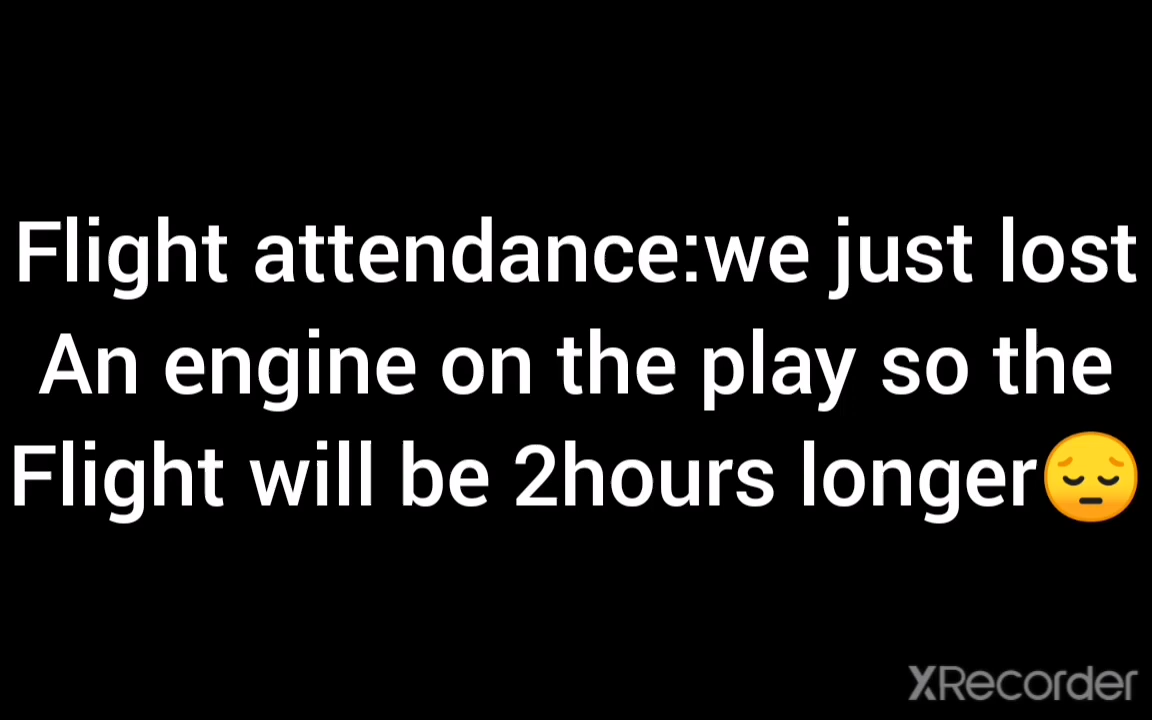 Flight attendance:we just lost
An engine on the play so the
Flight will be 2hours longer😔
XRecorder